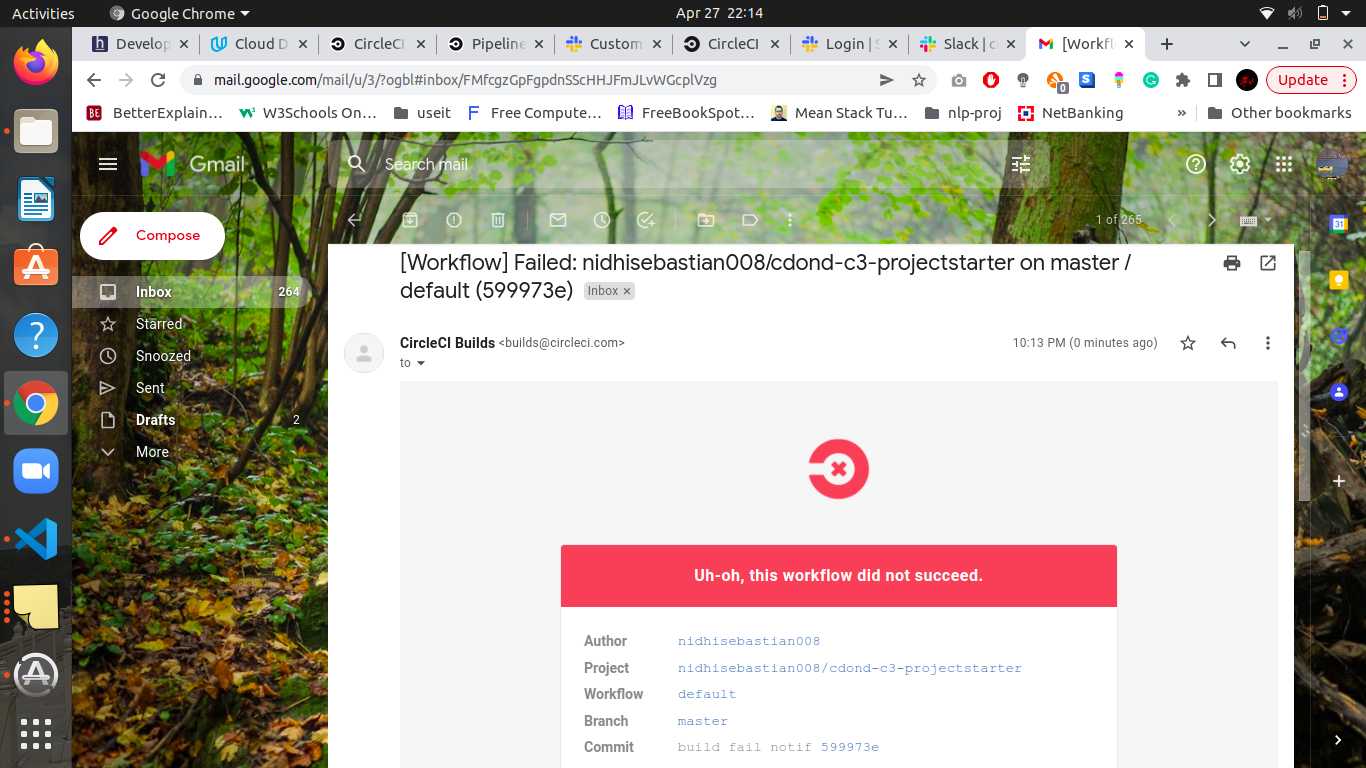 Activities Google Chrome Apr 27 22:14
Develop Cloud D CircleCI Pipeline Custom CircleCI Login | S Slack | c [Workfl
mail.google.com/mail/u/3/?ogbl#inbox/FMfcgzGpFgpdnSScHHJFmJLvWGcplVzg 0 Update
BetterExplain… W3Schools On… useit Free Compute… FreeBookSpot… Mean Stack Tu… nlp-proj NetBanking » Other bookmarks
Gmail Search mail
Compose 1 of 265
31
[Workflow] Failed: nidhisebastian008/cdond-c3-projectstarter on master /
default (599973e) Inbox ×
Inbox 264
Starred
Snoozed
Sent
Drafts 2
More
CircleCI Builds <builds@circleci.com> 10:13 PM (0 minutes ago)
to
Uh-oh, this workflow did not succeed.
Author nidhisebastian008
Project nidhisebastian008/cdond-c3-projectstarter
Workflow default
Branch master
Commit build fail notif 599973e